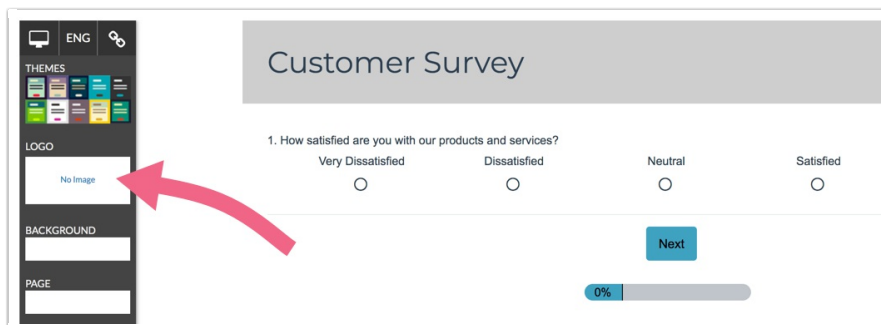 ENG
THEMES
LOGO
No Image
BACKGROUND
PAGE
Customer Survey
1. How satisfied are you with our products and services?
Very Dissatisfied Dissatisfied Neutral Satisfied
Next
0%